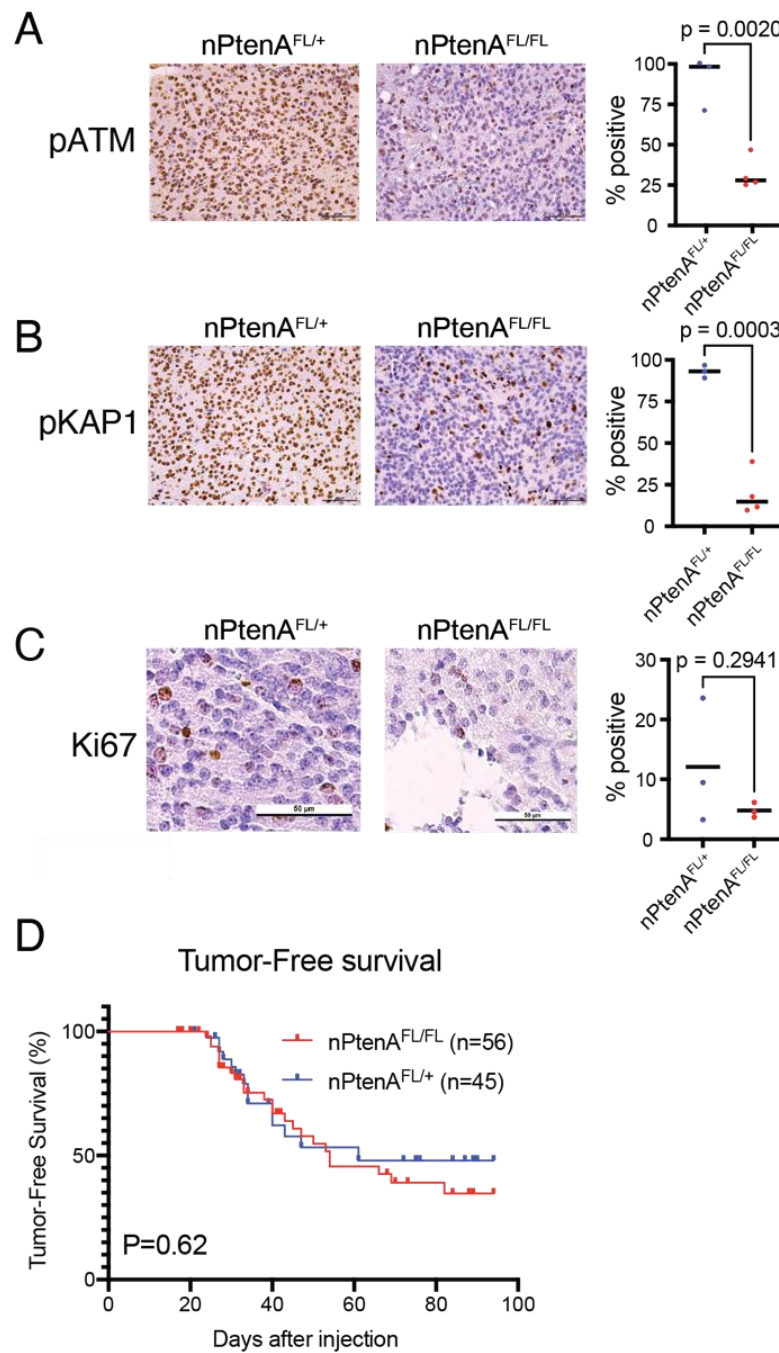 A
nPtenA^FL/+
nPtenA^FL/FL
pATM
p = 0.0020
100
75
50
25
0
% positive
nPtenA^FL/+
nPtenA^FL/FL
B
nPtenA^FL/+
nPtenA^FL/FL
pKAP1
p = 0.0003
100
75
50
25
0
% positive
nPtenA^FL/+
nPtenA^FL/FL
C
nPtenA^FL/+
nPtenA^FL/FL
Ki67
50 µm
50 µm
p = 0.2941
30
20
10
0
% positive
nPtenA^FL/+
nPtenA^FL/FL
D
Tumor-Free survival
nPtenA^FL/FL (n=56)
nPtenA^FL/+ (n=45)
Tumor-Free Survival (%)
100
50
0
P=0.62
0 20 40 60 80 100
Days after injection